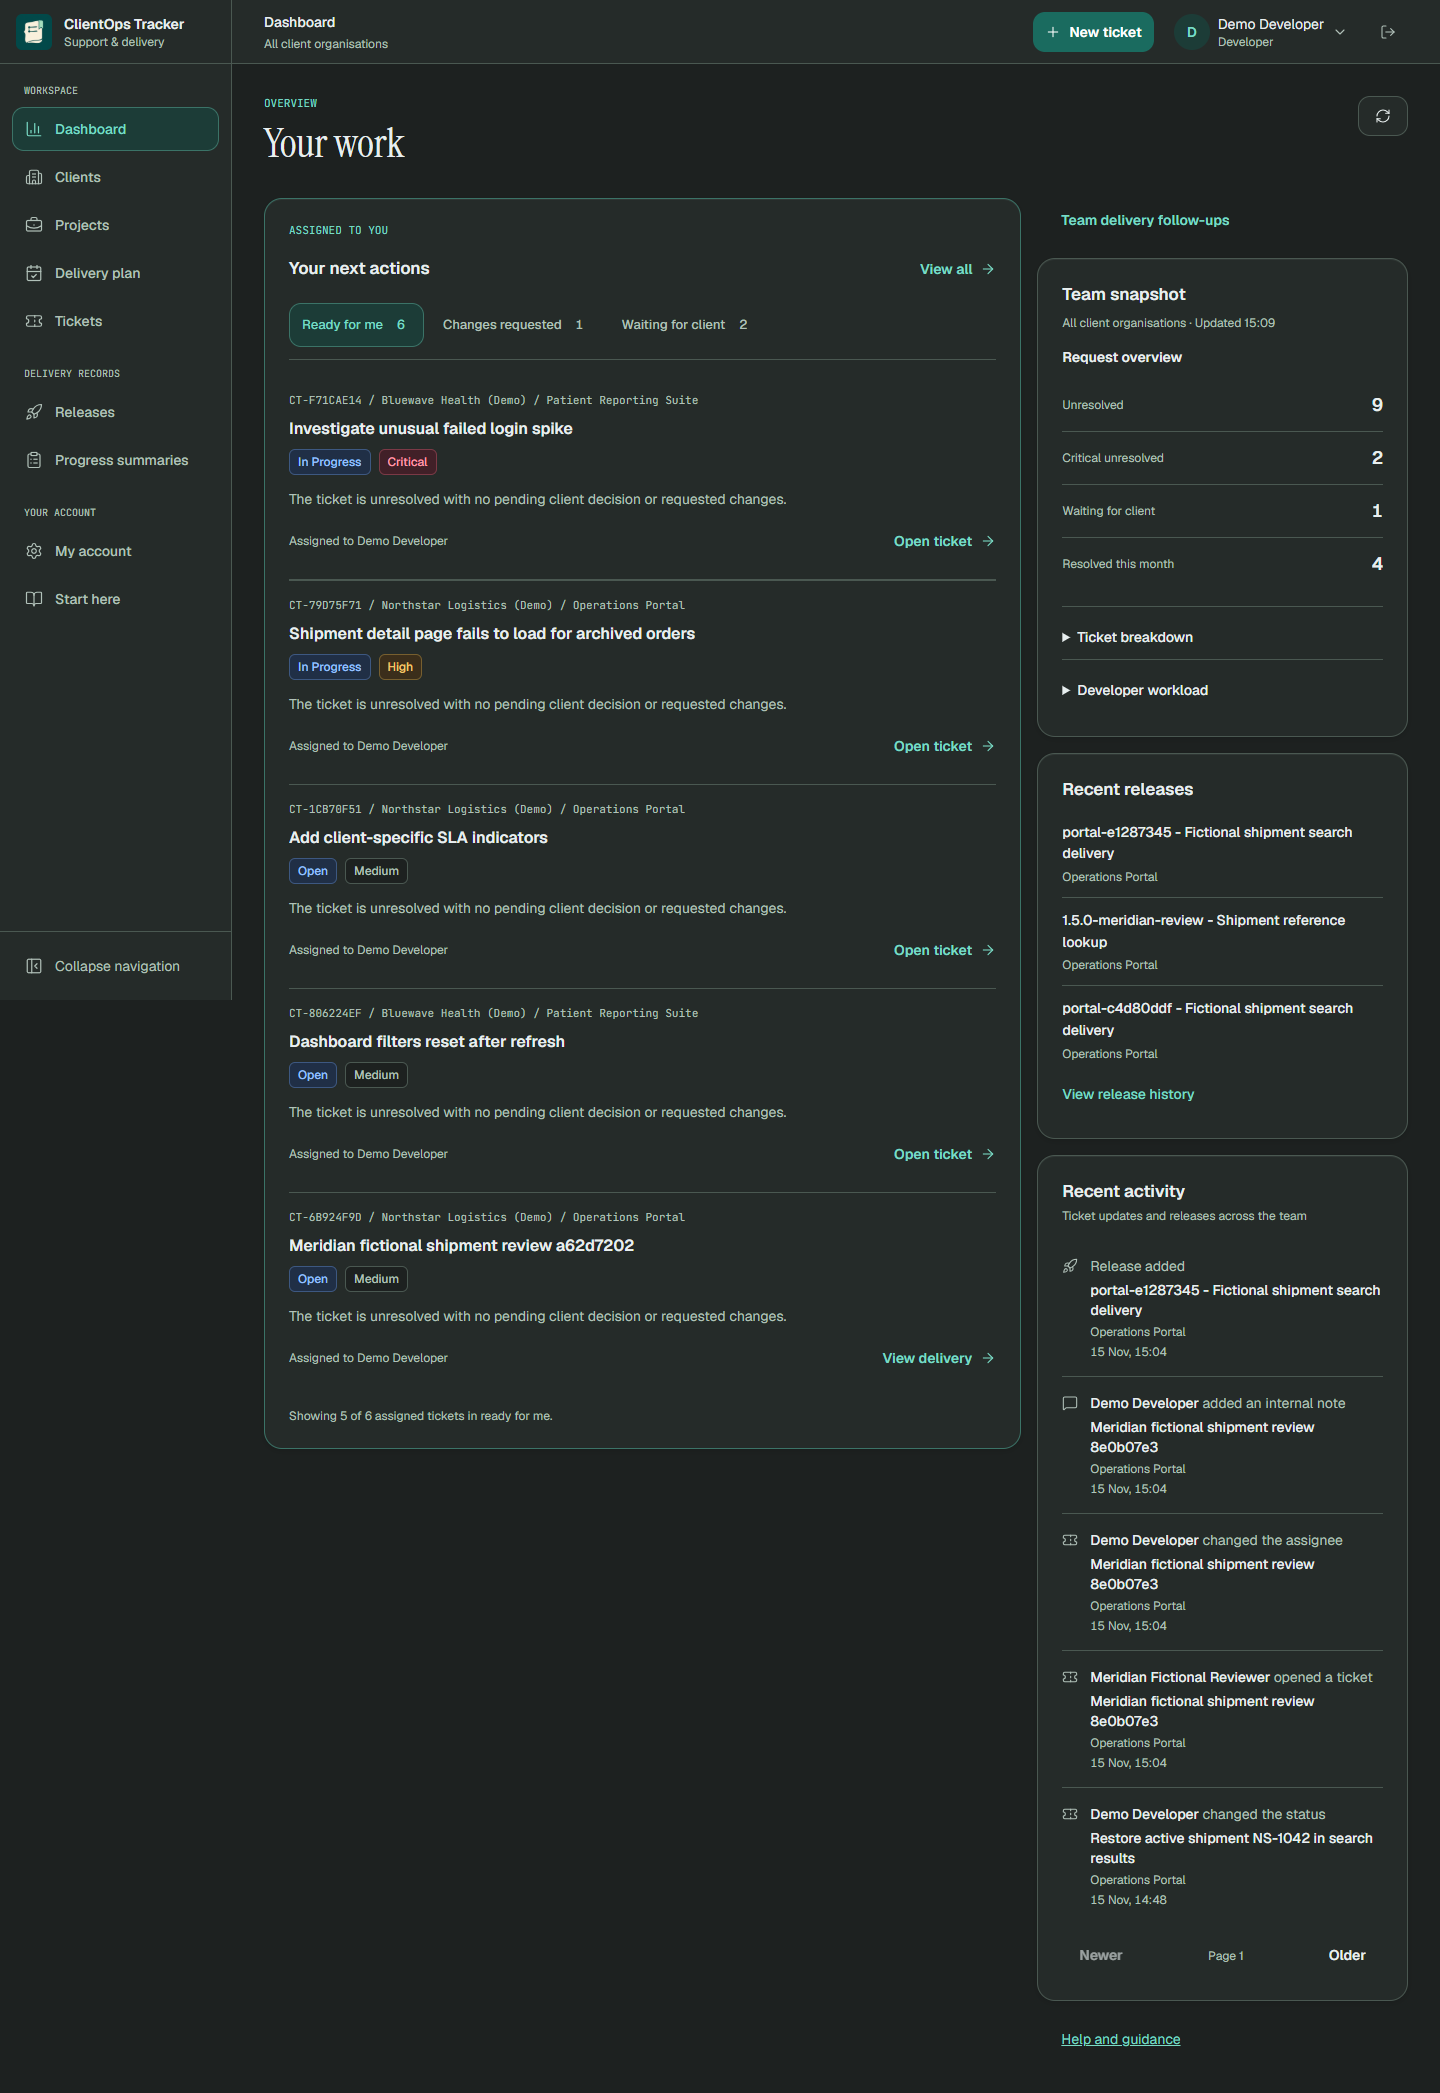 ClientOps Tracker
Support & delivery
Dashboard
All client organisations
New ticket
D
Demo Developer
Developer
WORKSPACE
Dashboard
Clients
Projects
Delivery plan
Tickets
DELIVERY RECORDS
Releases
Progress summaries
YOUR ACCOUNT
My account
Start here
Collapse navigation
OVERVIEW
Your work
ASSIGNED TO YOU
Your next actions
View all
Ready for me 6
Changes requested 1
Waiting for client 2
CT-F71CAE14 / Bluewave Health (Demo) / Patient Reporting Suite
Investigate unusual failed login spike
In Progress
Critical
The ticket is unresolved with no pending client decision or requested changes.
Assigned to Demo Developer
Open ticket
CT-79D75F71 / Northstar Logistics (Demo) / Operations Portal
Shipment detail page fails to load for archived orders
In Progress
High
The ticket is unresolved with no pending client decision or requested changes.
Assigned to Demo Developer
Open ticket
CT-1CB70F51 / Northstar Logistics (Demo) / Operations Portal
Add client-specific SLA indicators
Open
Medium
The ticket is unresolved with no pending client decision or requested changes.
Assigned to Demo Developer
Open ticket
CT-806224EF / Bluewave Health (Demo) / Patient Reporting Suite
Dashboard filters reset after refresh
Open
Medium
The ticket is unresolved with no pending client decision or requested changes.
Assigned to Demo Developer
Open ticket
CT-6B924F9D / Northstar Logistics (Demo) / Operations Portal
Meridian fictional shipment review a62d7202
Open
Medium
The ticket is unresolved with no pending client decision or requested changes.
Assigned to Demo Developer
View delivery
Showing 5 of 6 assigned tickets in ready for me.
Team delivery follow-ups
Team snapshot
All client organisations · Updated 15:09
Request overview
Unresolved 9
Critical unresolved 2
Waiting for client 1
Resolved this month 4
Ticket breakdown
Developer workload
Recent releases
portal-e1287345 - Fictional shipment search
delivery
Operations Portal
1.5.0-meridian-review - Shipment reference
lookup
Operations Portal
portal-c4d80ddf - Fictional shipment search
delivery
Operations Portal
View release history
Recent activity
Ticket updates and releases across the team
Release added
portal-e1287345 - Fictional shipment search
delivery
Operations Portal
15 Nov, 15:04
Demo Developer added an internal note
Meridian fictional shipment review
8e0b07e3
Operations Portal
15 Nov, 15:04
Demo Developer changed the assignee
Meridian fictional shipment review
8e0b07e3
Operations Portal
15 Nov, 15:04
Meridian Fictional Reviewer opened a ticket
Meridian fictional shipment review
8e0b07e3
Operations Portal
15 Nov, 15:04
Demo Developer changed the status
Restore active shipment NS-1042 in search
results
Operations Portal
15 Nov, 14:48
Newer
Page 1
Older
Help and guidance